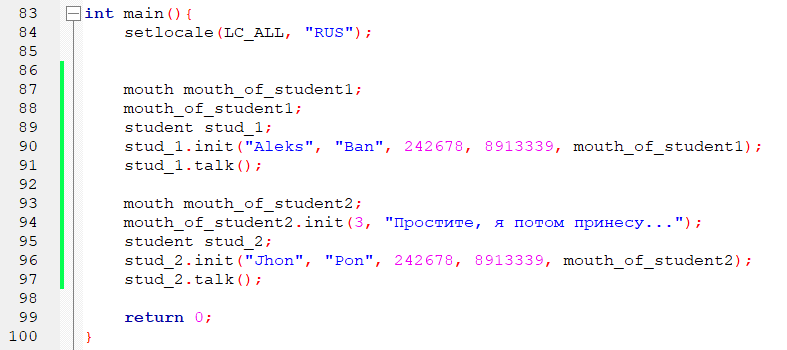 83 int main(){
84 setlocale(LC_ALL, "RUS");
85
86
87 mouth mouth_of_student1;
88 mouth_of_student1;
89 student stud_1;
90 stud_1.init("Aleks", "Ban", 242678, 8913339, mouth_of_student1);
91 stud_1.talk();
92
93 mouth mouth_of_student2;
94 mouth_of_student2.init(3, "Простите, я потом принесу...");
95 student stud_2;
96 stud_2.init("Jhon", "Pon", 242678, 8913339, mouth_of_student2);
97 stud_2.talk();
98
99 return 0;
100 }